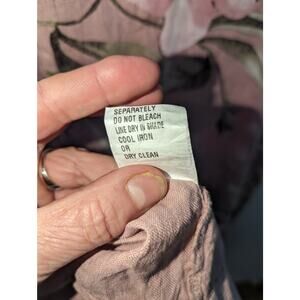 SEPARATELY
DO NOT BLEACH
LINE DRY IN SHADE
COOL IRON
OR
DRY CLEAN